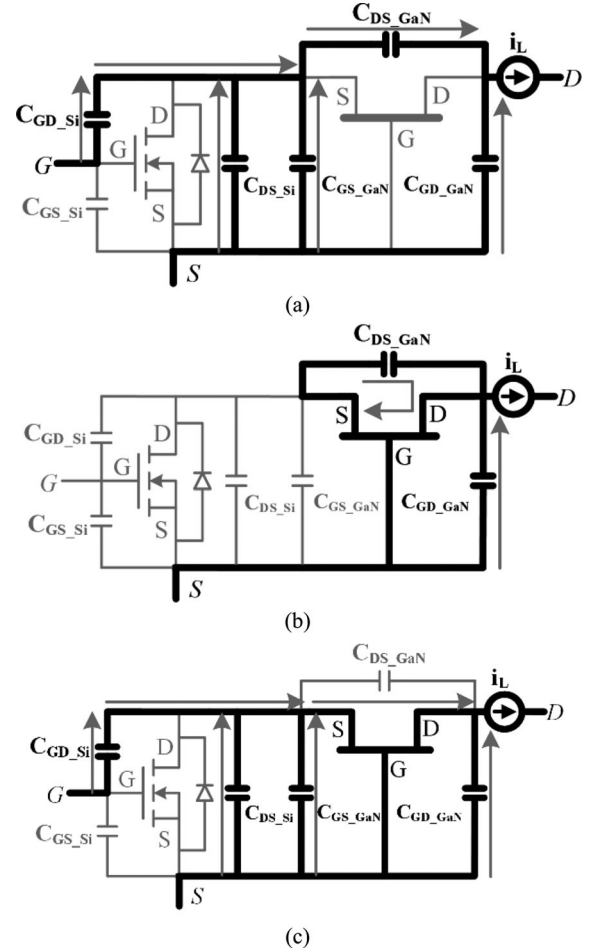 C_DS_GaN
i_L
D
C_GD_Si
D
S
D
G
G
G
C_DS_Si
C_GS_GaN
C_GD_GaN
C_GS_Si
S
S
(a)
C_DS_GaN
i_L
D
S
D
C_GD_Si
D
G
G
G
C_DS_Si
C_GS_GaN
C_GD_GaN
C_GS_Si
S
S
(b)
C_DS_GaN
i_L
D
S
D
C_GD_Si
D
G
G
G
C_DS_Si
C_GS_GaN
C_GD_GaN
C_GS_Si
S
S
(c)